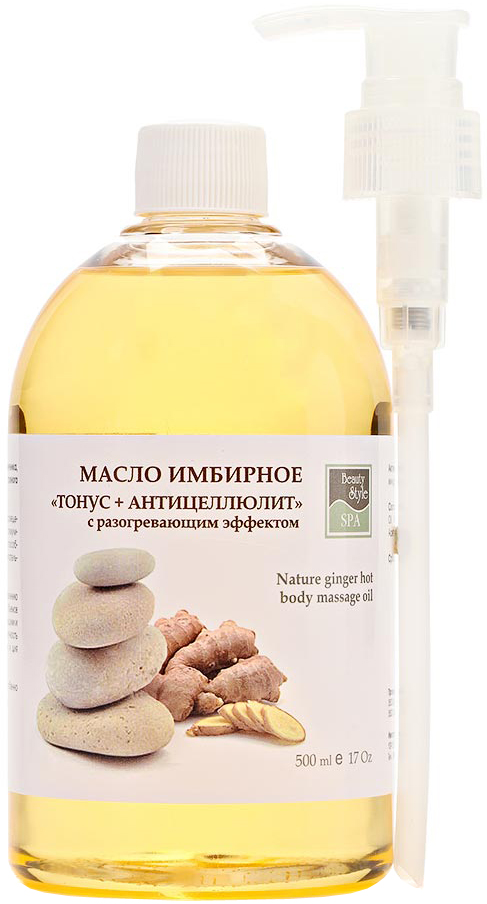 МАСЛО ИМБИРНОЕ
«ТОНУС + АНТИЦЕЛЛЮЛИТ»
с разогревающим эффектом
Beauty
Style
SPA
Nature ginger hot
body massage oil
500 ml e 17 Oz